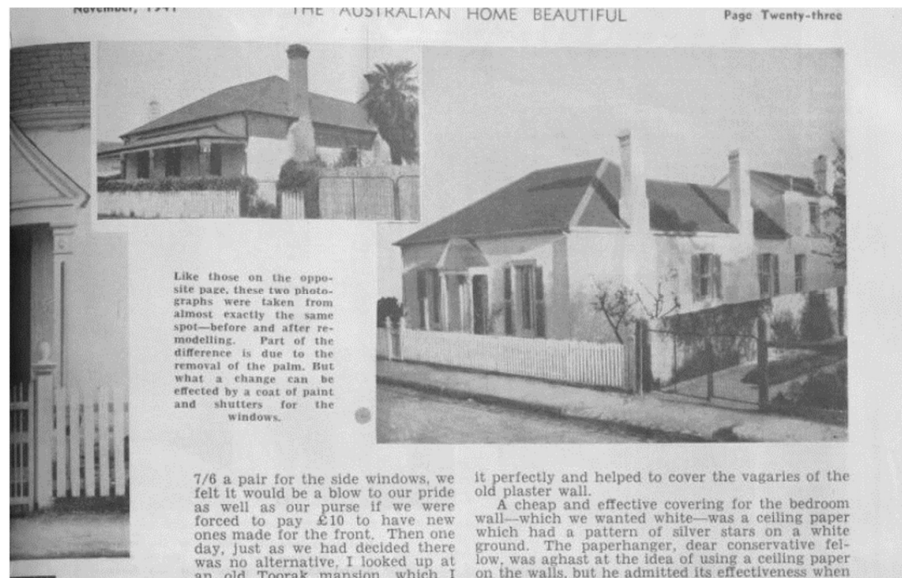 November, 1941
THE AUSTRALIAN HOME BEAUTIFUL
Page Twenty-three
Like those on the oppo-
site page, these two photo-
graphs were taken from
almost exactly the same
spot—before and after re-
modelling. Part of the
difference is due to the
removal of the palm. But
what a change can be
effected by a coat of paint
and shutters for the
windows.
7/6 a pair for the side windows, we
felt it would be a blow to our pride
as well as our purse if we were
forced to pay £10 to have new
ones made for the front. Then one
day, just as we had decided there
was no alternative, I looked up at
an old Toorak mansion, which I
it perfectly and helped to cover the vagaries of the
old plaster wall.
A cheap and effective covering for the bedroom
wall—which we wanted white—was a ceiling paper
which had a pattern of silver stars on a white
ground. The paperhanger, dear conservative fel-
low, was aghast at the idea of using a ceiling paper
on the walls, but he admitted its effectiveness when